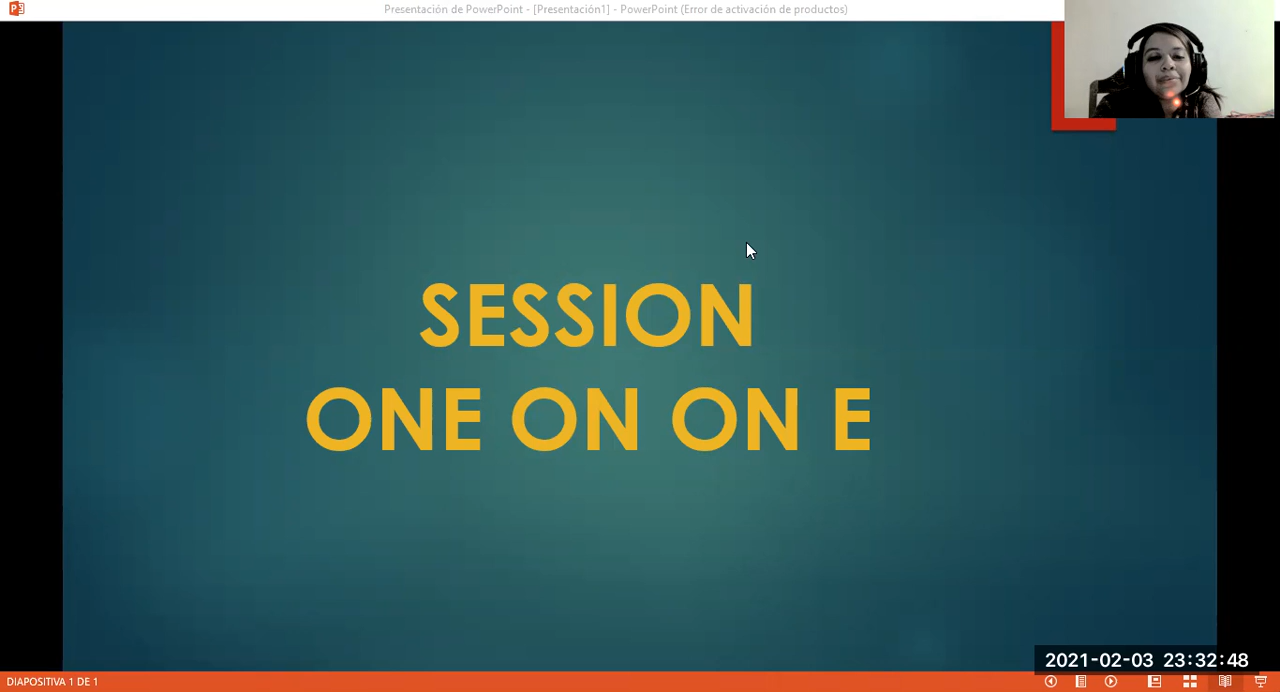 Presentación de PowerPoint - [Presentación1] - PowerPoint (Error de activación de productos)
SESSION
ONE ON ON E
2021-02-03 23:32:48
DIAPOSITIVA 1 DE 1